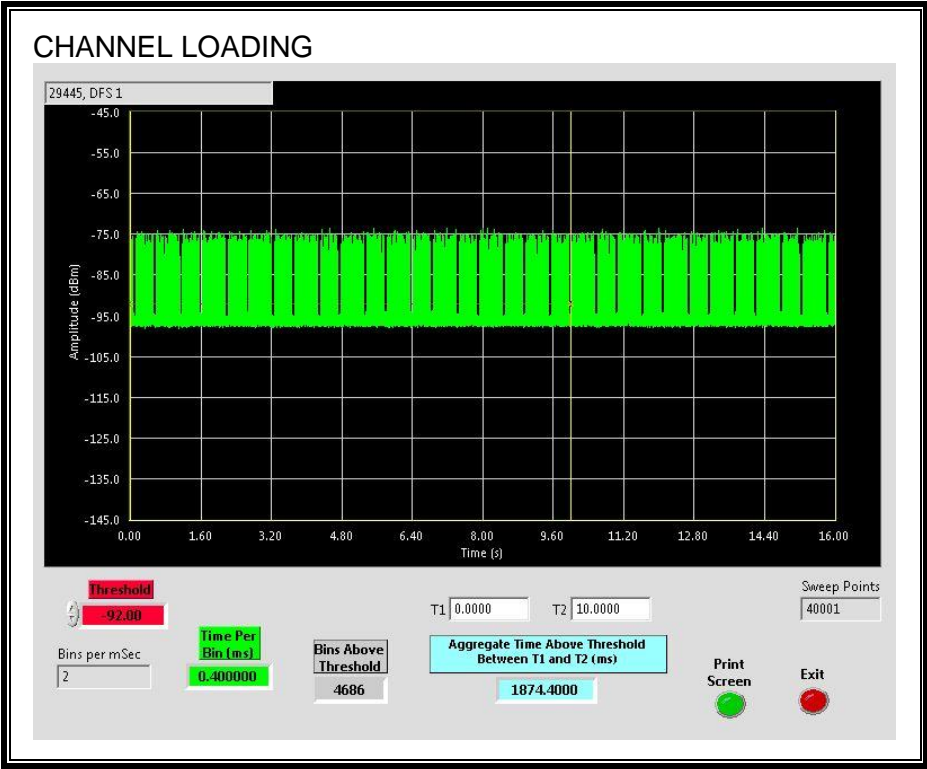 CHANNEL LOADING
29445, DFS 1
-45.0
-55.0
-65.0
-75.0
-85.0
-95.0
-105.0
-115.0
-125.0
-135.0
-145.0
Amplitude (dBm)
0.00 1.60 3.20 4.80 6.40 8.00 9.60 11.20 12.80 14.40 16.00
Time (s)
Threshold
-92.00
Bins per mSec
2
Time Per
Bin (ms)
0.400000
Bins Above
Threshold
4686
T1 0.0000 T2 10.0000
Aggregate Time Above Threshold
Between T1 and T2 (ms)
1874.4000
Sweep Points
40001
Print
Screen
Exit